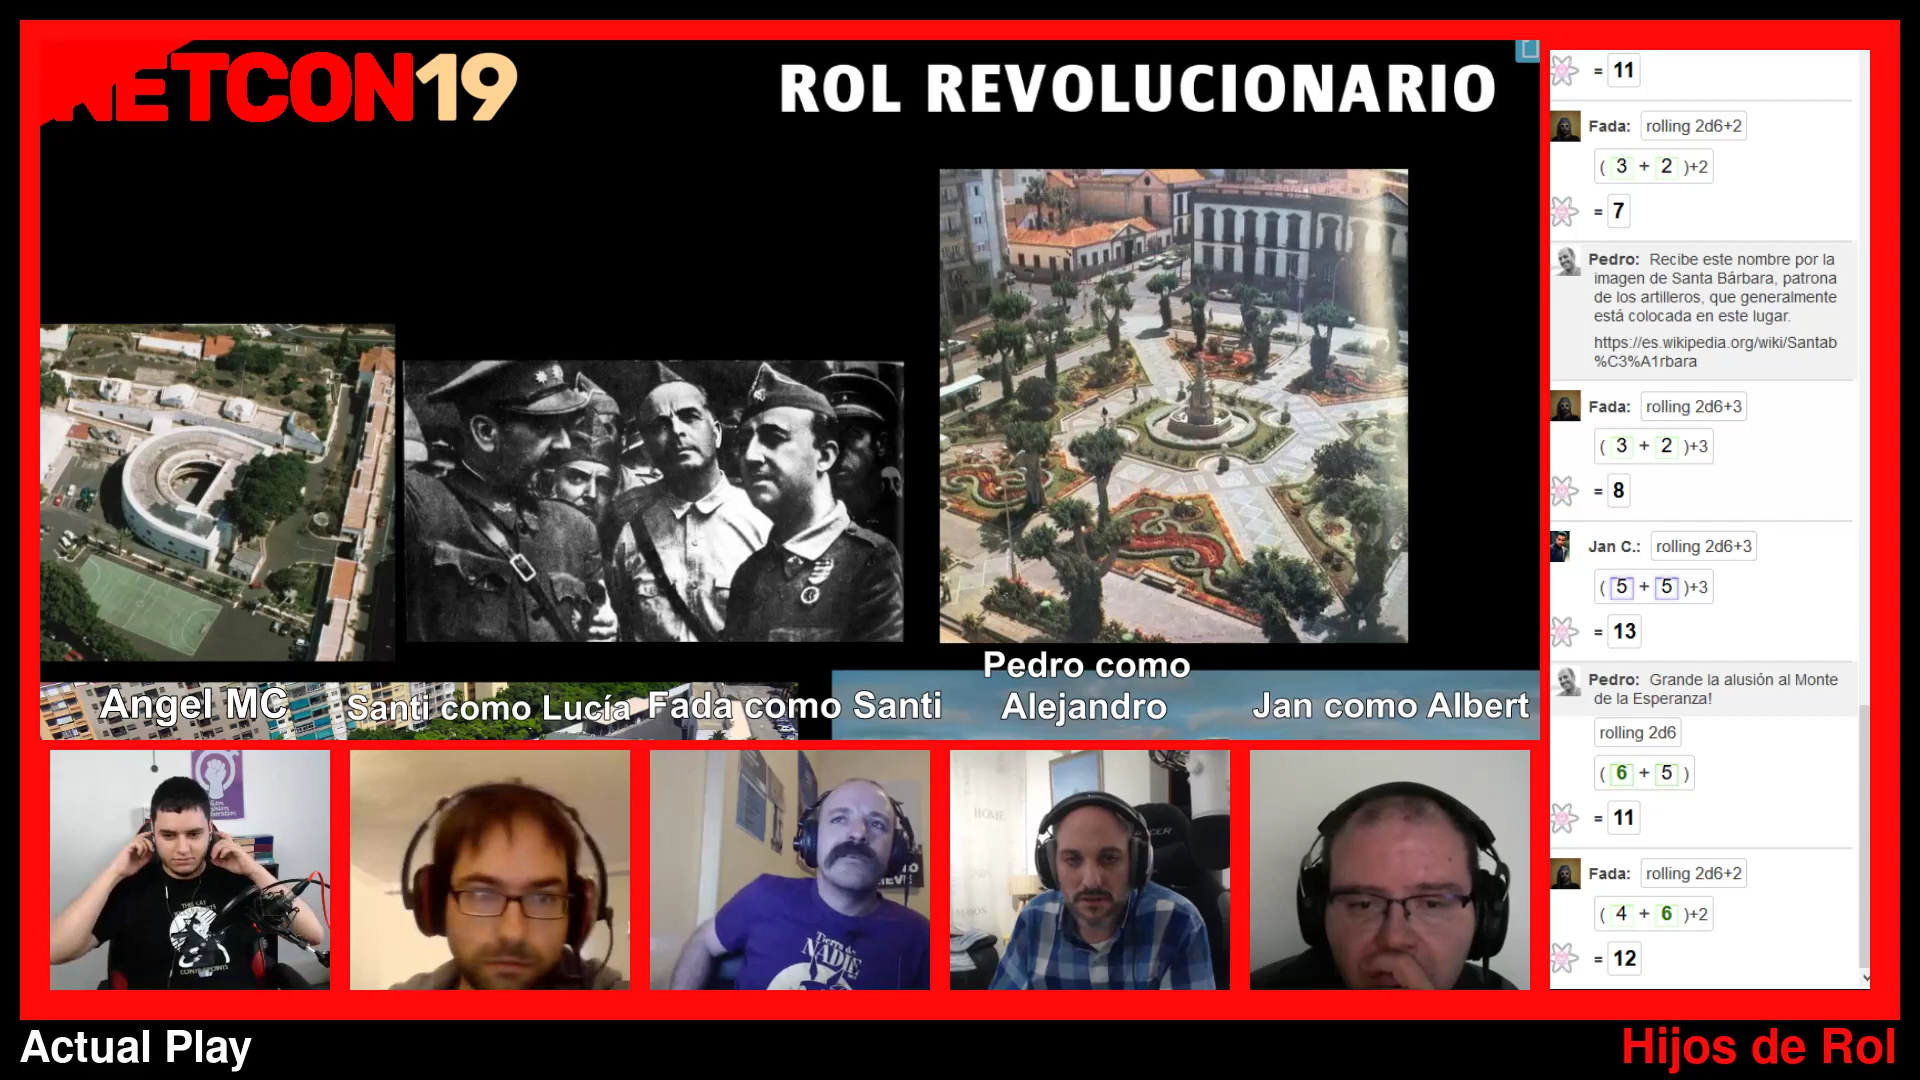 NETCON19
ROL REVOLUCIONARIO
Angel MC
Santi como Lucía
Fada como Santi
Pedro como
Alejandro
Jan como Albert
= 11
Fada: rolling 2d6+2
( 3 + 2 )+2
= 7
Pedro: Recibe este nombre por la
imagen de Santa Bárbara, patrona
de los artilleros, que generalmente
está colocada en este lugar.
https://es.wikipedia.org/wiki/Santab
%C3%A1rbara
Fada: rolling 2d6+3
( 3 + 2 )+3
= 8
Jan C.: rolling 2d6+3
( 5 + 5 )+3
= 13
Pedro: Grande la alusión al Monte
de la Esperanza!
rolling 2d6
( 6 + 5 )
= 11
Fada: rolling 2d6+2
( 4 + 6 )+2
= 12
HOME
Tierra de
NADIE
Actual Play
Hijos de Rol